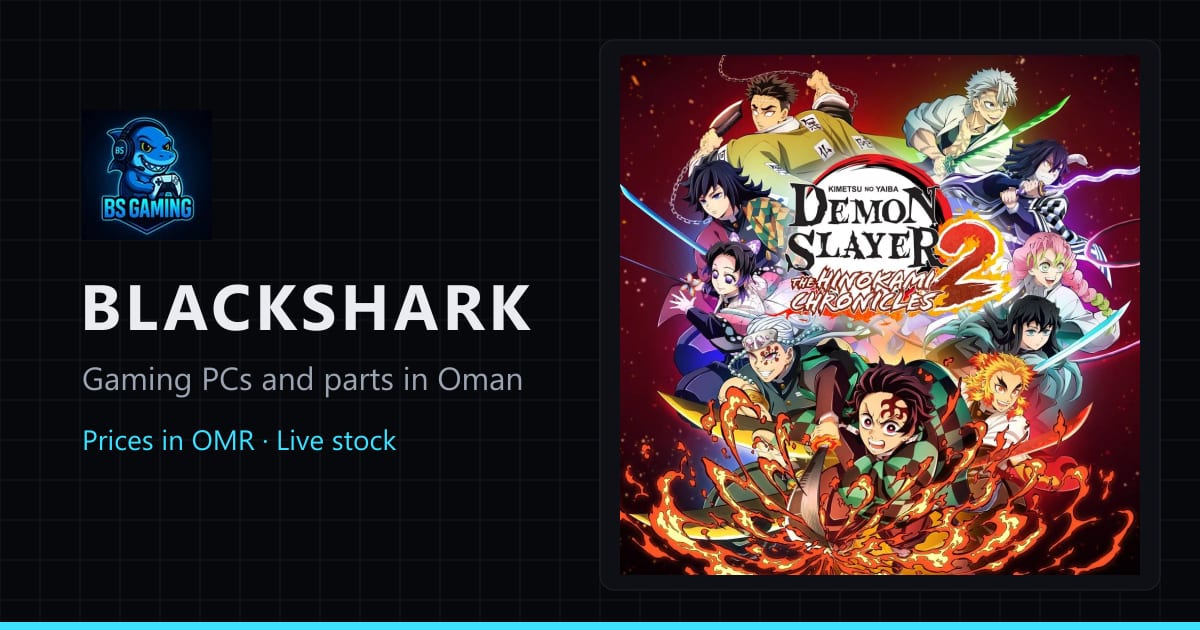 BS
BS GAMING
BLACKSHARK
Gaming PCs and parts in Oman
Prices in OMR · Live stock
KIMETSU NO YAIBA
DEMON
SLAYER 2
THE HINOKAMI
CHRONICLES